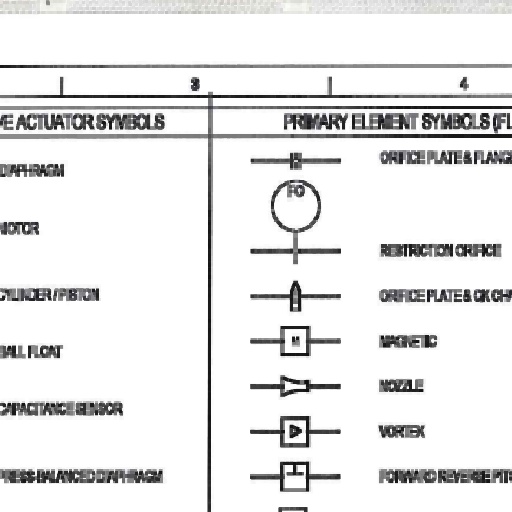 3 4
VE ACTUATOR SYMBOLS
DIAPHRAGM
MOTOR
CYLINDER / PISTON
BALL FLOAT
CAPACITANCE SENSOR
PRESS BALANCED DIAPHRAGM
PRIMARY ELEMENT SYMBOLS (FL
ORIFICE PLATE & FLANGE
FO
RESTRICTION ORIFICE
ORIFICE PLATE & QK CHA
M
MAGNETIC
NOZZLE
VORTEX
FORWARD REVERSE PITO